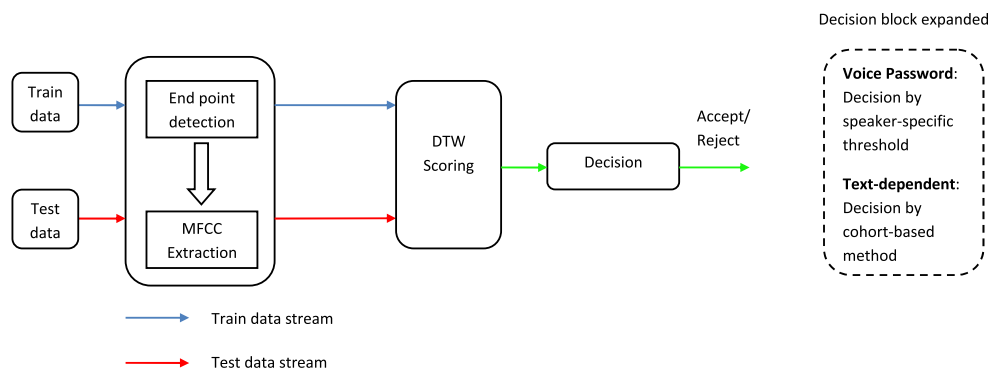 Decision block expanded
Train
data
End point
detection
Test
data
MFCC
Extraction
DTW
Scoring
Decision
Accept/
Reject
Voice Password:
Decision by
speaker-specific
threshold
Text-dependent:
Decision by
cohort-based
method
Train data stream
Test data stream